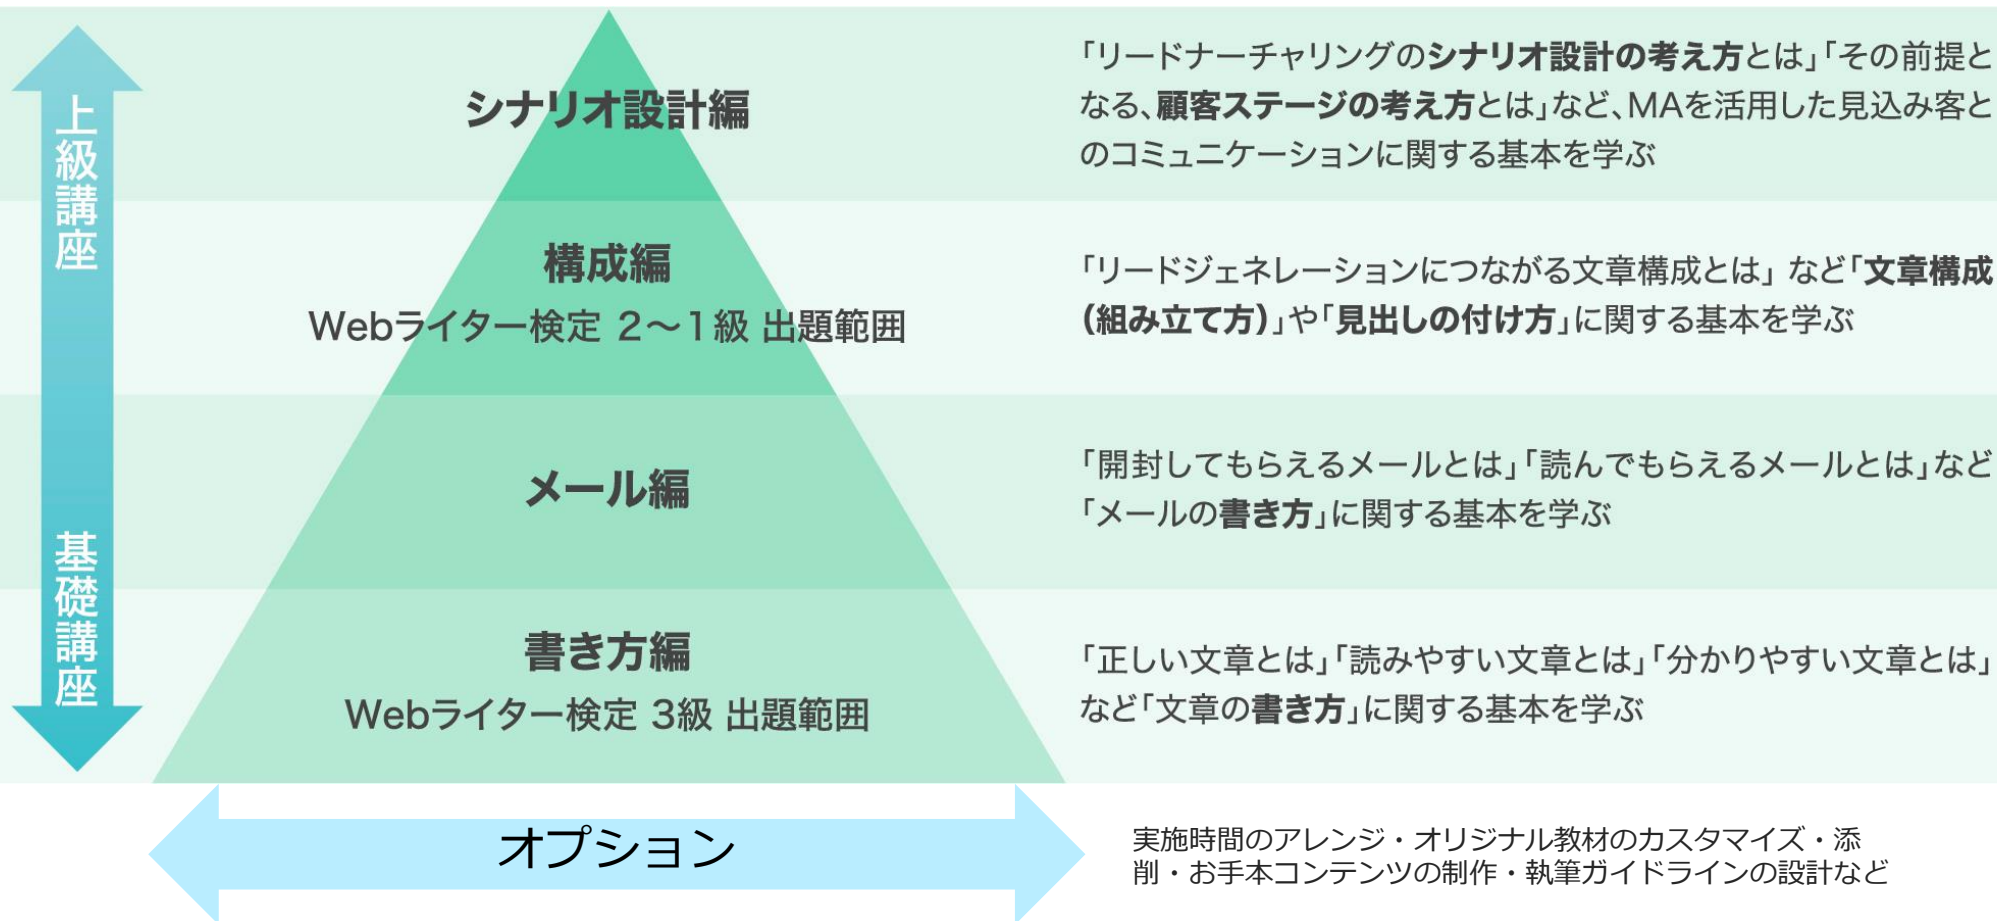 上級講座
シナリオ設計編
「リードナーチャリングのシナリオ設計の考え方とは」「その前提と
なる、顧客ステージの考え方とは」など、MAを活用した見込み客と
のコミュニケーションに関する基本を学ぶ
構成編
Webライター検定 2～1級 出題範囲
「リードジェネレーションにつながる文章構成とは」 など「文章構成
（組み立て方）」や「見出しの付け方」に関する基本を学ぶ
メール編
「開封してもらえるメールとは」「読んでもらえるメールとは」など
「メールの書き方」に関する基本を学ぶ
基礎講座
書き方編
Webライター検定 3級 出題範囲
「正しい文章とは」「読みやすい文章とは」「分かりやすい文章とは」
など「文章の書き方」に関する基本を学ぶ
オプション
実施時間のアレンジ・オリジナル教材のカスタマイズ・添
削・お手本コンテンツの制作・執筆ガイドラインの設計など